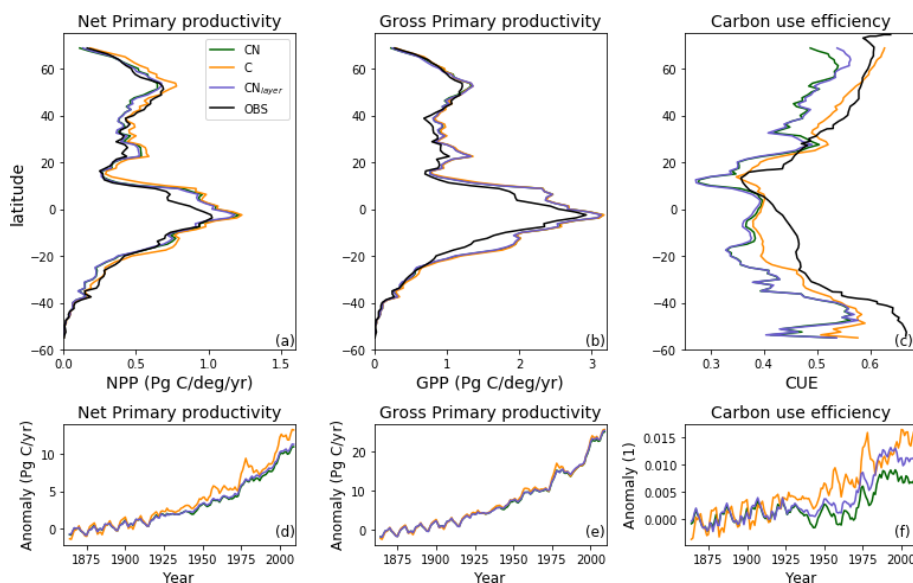 Net Primary productivity
Gross Primary productivity
Carbon use efficiency
CN
C
CN_layer
OBS
latitude
60
40
20
0
−20
−40
−60
(a)
0.0 0.5 1.0 1.5
NPP (Pg C/deg/yr)
60
40
20
0
−20
−40
−60
(b)
0 1 2 3
GPP (Pg C/deg/yr)
60
40
20
0
−20
−40
−60
(c)
0.3 0.4 0.5 0.6
CUE
Net Primary productivity
Gross Primary productivity
Carbon use efficiency
Anomaly (Pg C/yr)
10
5
0
(d)
1875 1900 1925 1950 1975 2000
Year
Anomaly (Pg C/yr)
20
10
0
(e)
1875 1900 1925 1950 1975 2000
Year
Anomaly (1)
0.015
0.010
0.005
0.000
(f)
1875 1900 1925 1950 1975 2000
Year